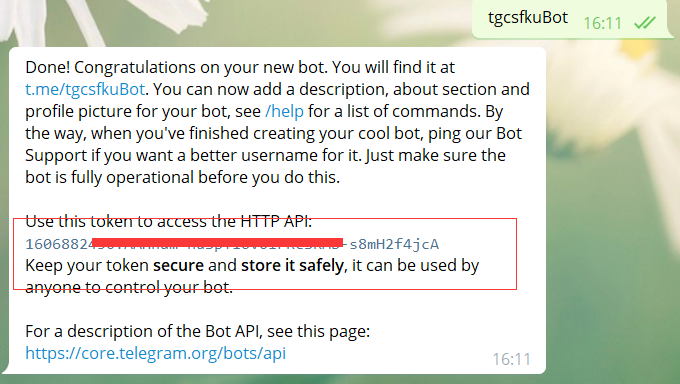 tgcsfkuBot 16:11
Done! Congratulations on your new bot. You will find it at
t.me/tgcsfkuBot. You can now add a description, about section and
profile picture for your bot, see /help for a list of commands. By
the way, when you've finished creating your cool bot, ping our Bot
Support if you want a better username for it. Just make sure the
bot is fully operational before you do this.
Use this token to access the HTTP API:
16068824 -s8mH2f4jcA
Keep your token secure and store it safely, it can be used by
anyone to control your bot.
For a description of the Bot API, see this page:
https://core.telegram.org/bots/api
16:11